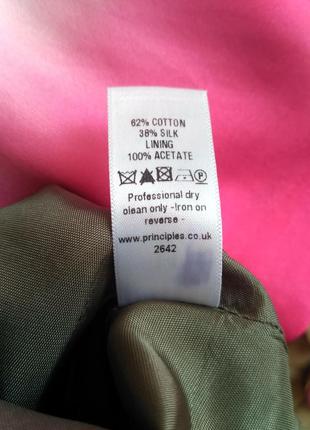 62% COTTON
38% SILK
LINING
100% ACETATE
P
Professional dry
clean only -Iron on
reverse -
www.principles.co.uk
2642